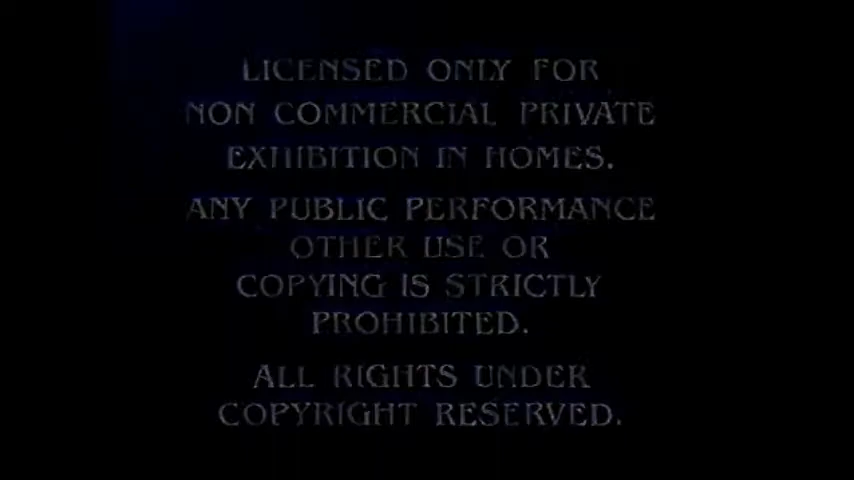 LICENSED ONLY FOR
NON COMMERCIAL PRIVATE
EXHIBITION IN HOMES.
ANY PUBLIC PERFORMANCE
OTHER USE OR
COPYING IS STRICTLY
PROHIBITED.
ALL RIGHTS UNDER
COPYRIGHT RESERVED.